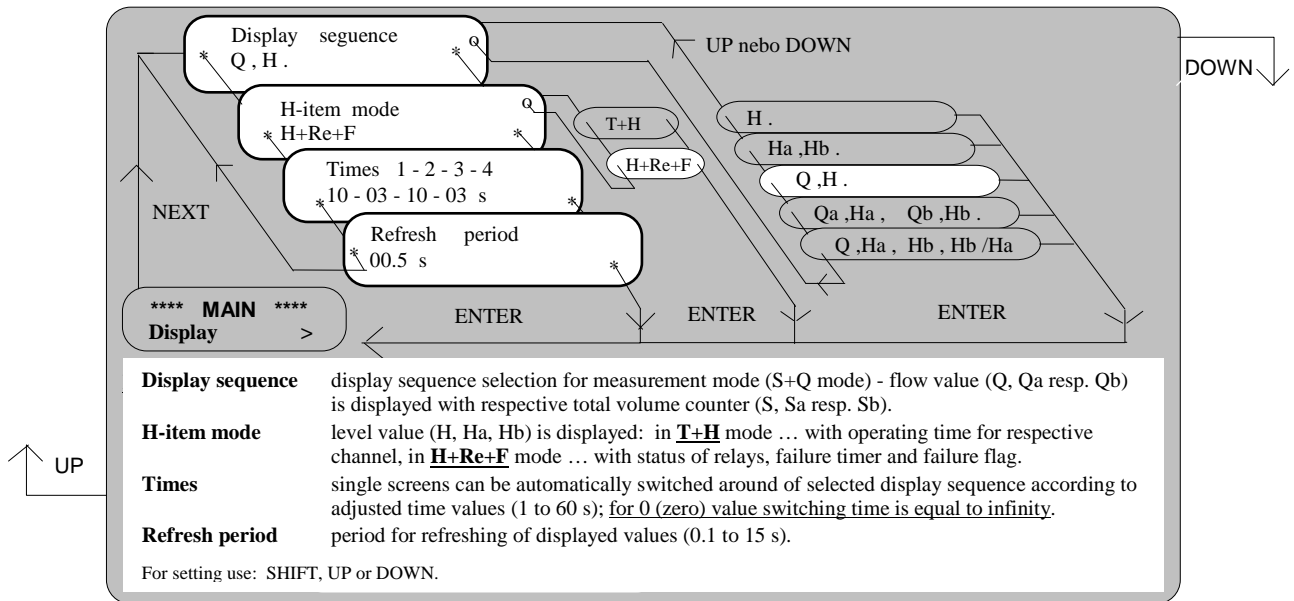 Display seguence
Q , H .
* * Q
UP nebo DOWN
DOWN
H-item mode
H+Re+F
* * Q
T+H
H+Re+F
H .
Ha ,Hb .
Q ,H .
Qa ,Ha , Qb ,Hb .
Q ,Ha , Hb , Hb /Ha
Times 1 - 2 - 3 - 4
10 - 03 - 10 - 03 s
* *
NEXT
Refresh period
00.5 s
* *
**** MAIN ****
Display >
ENTER
ENTER
ENTER
Display sequence display sequence selection for measurement mode (S+Q mode) - flow value (Q, Qa resp. Qb)
is displayed with respective total volume counter (S, Sa resp. Sb).
H-item mode level value (H, Ha, Hb) is displayed: in T+H mode … with operating time for respective
channel, in H+Re+F mode … with status of relays, failure timer and failure flag.
UP
Times single screens can be automatically switched around of selected display sequence according to
adjusted time values (1 to 60 s); for 0 (zero) value switching time is equal to infinity.
Refresh period period for refreshing of displayed values (0.1 to 15 s).
For setting use: SHIFT, UP or DOWN.